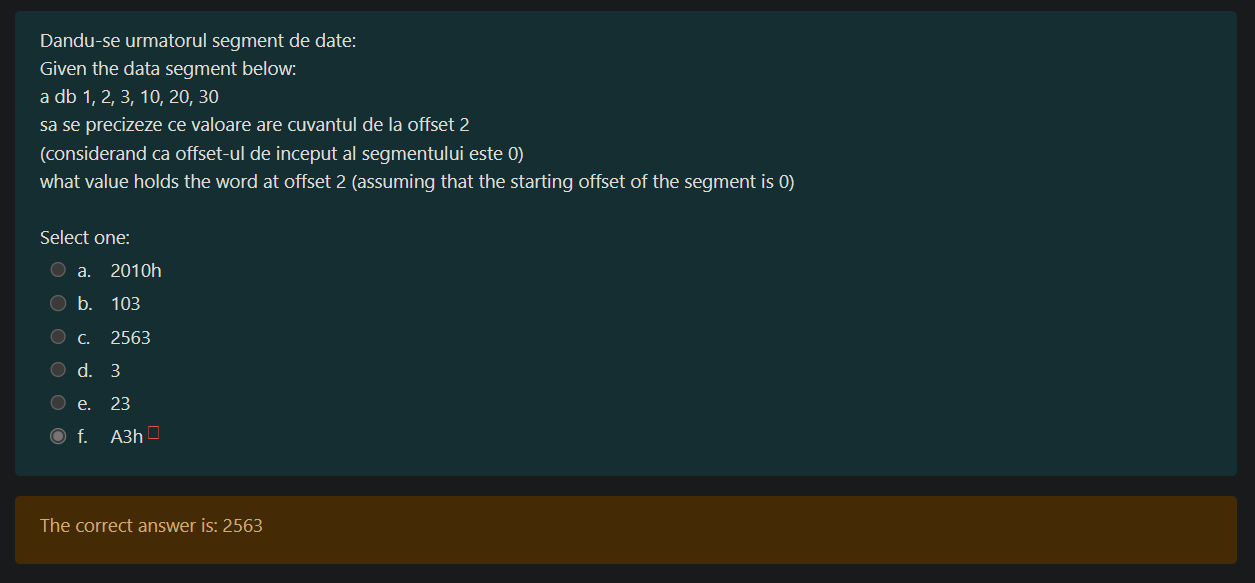 Dandu-se urmatorul segment de date:
Given the data segment below:
a db 1, 2, 3, 10, 20, 30
sa se precizeze ce valoare are cuvantul de la offset 2
(considerand ca offset-ul de inceput al segmentului este 0)
what value holds the word at offset 2 (assuming that the starting offset of the segment is 0)
Select one:
a. 2010h
b. 103
c. 2563
d. 3
e. 23
f. A3h
The correct answer is: 2563